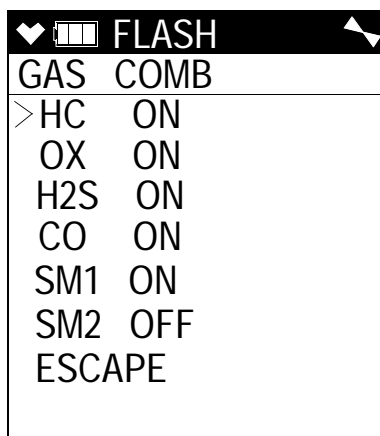 FLASH
GAS COMB
>HC ON
OX ON
H2S ON
CO ON
SM1 ON
SM2 OFF
ESCAPE